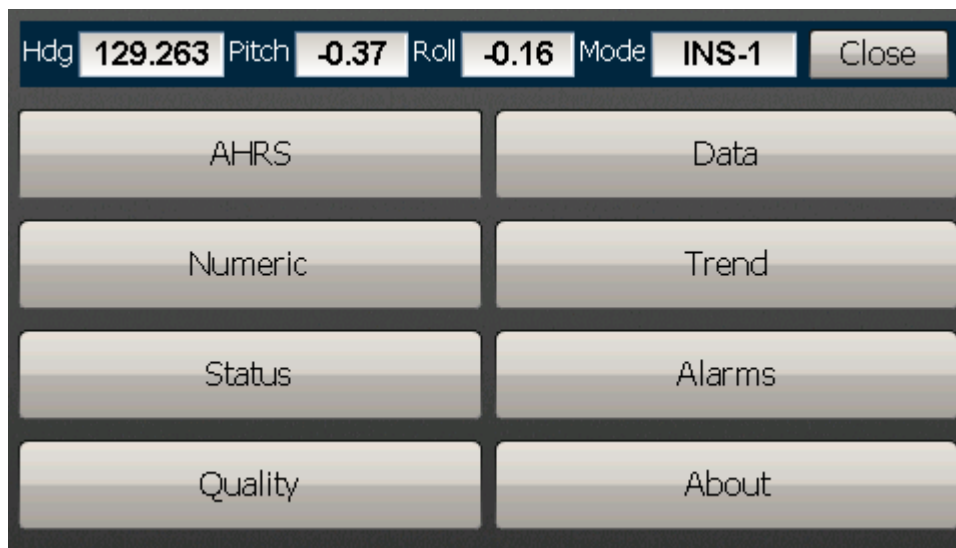 Hdg 129.263 Pitch -0.37 Roll -0.16 Mode INS-1 Close
AHRS Data
Numeric Trend
Status Alarms
Quality About